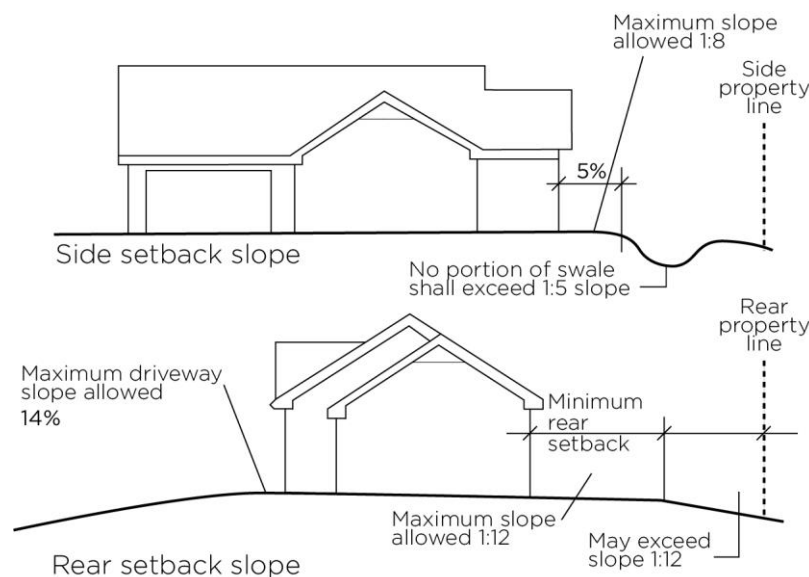 Maximum slope
allowed 1:8
Side
property
line
5%
Side setback slope
No portion of swale
shall exceed 1:5 slope
Rear
property
line
Maximum driveway
slope allowed
14%
Minimum
rear
setback
Maximum slope
allowed 1:12
May exceed
slope 1:12
Rear setback slope